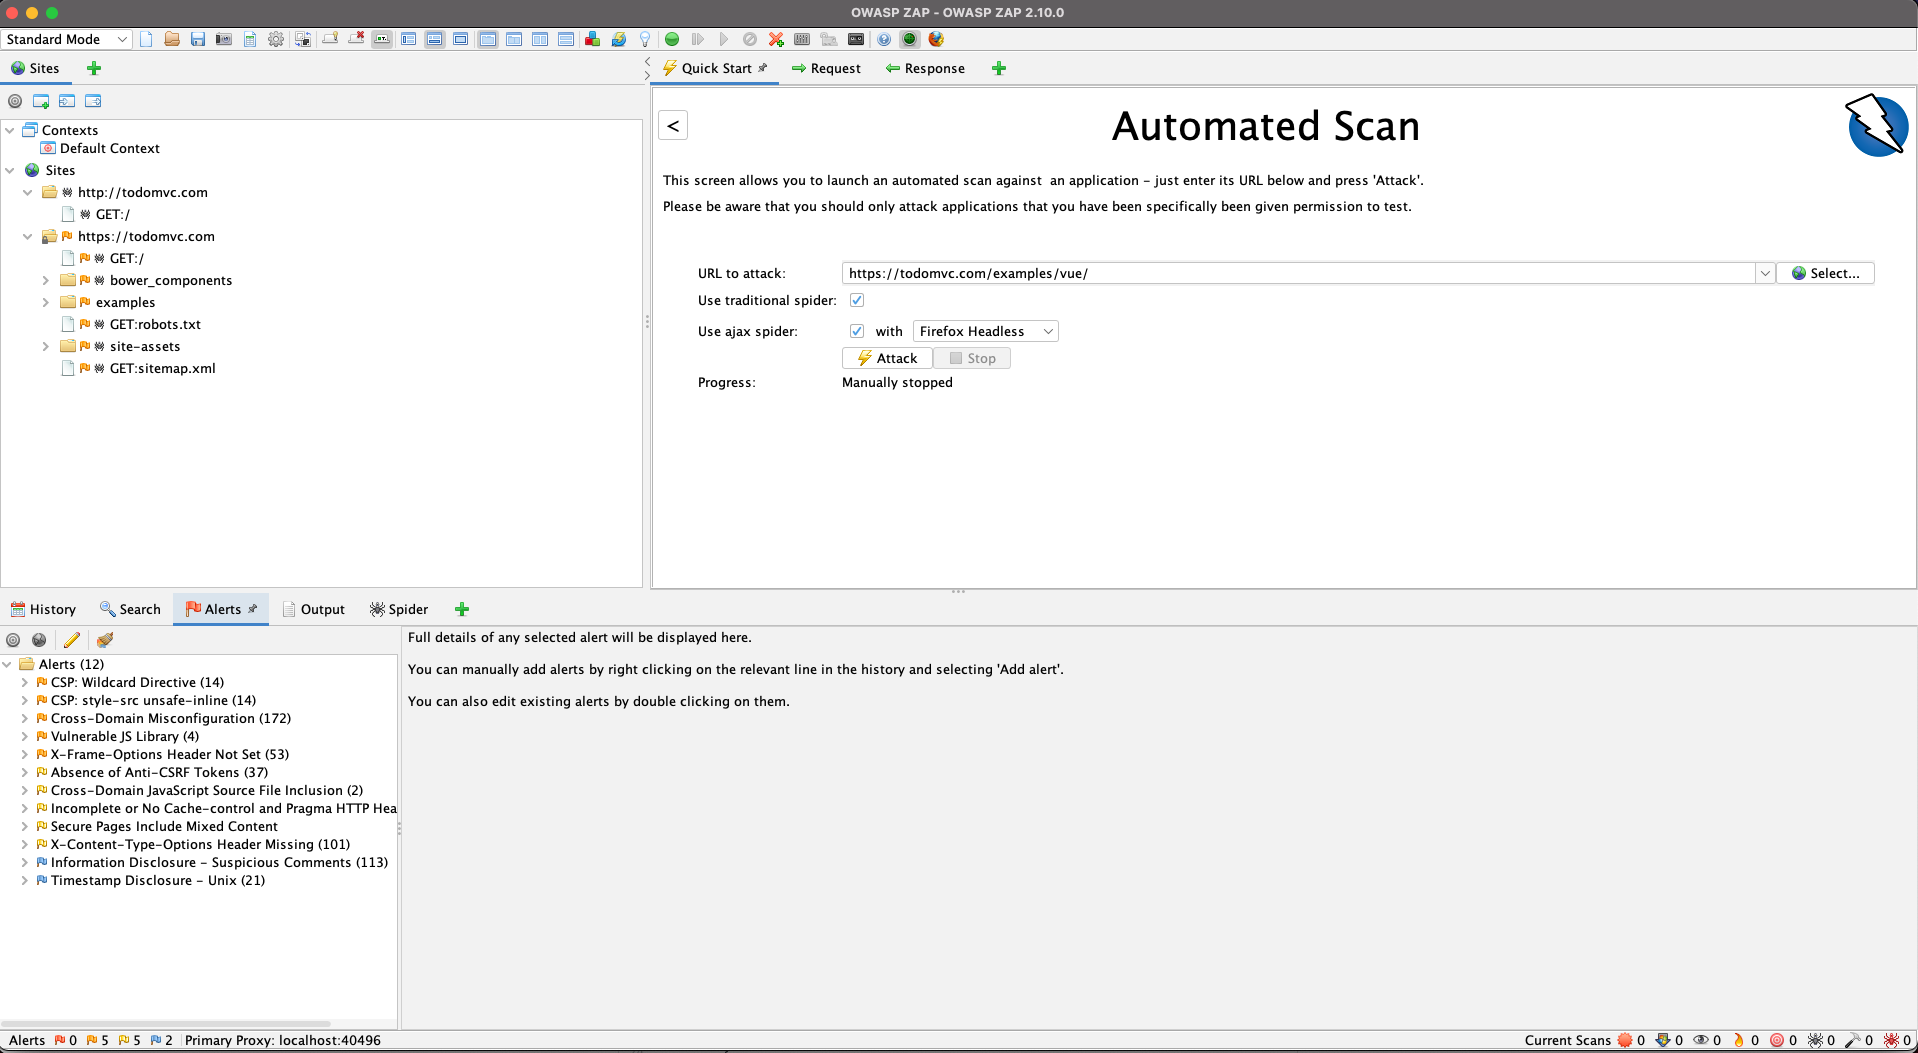 OWASP ZAP - OWASP ZAP 2.10.0
Standard Mode
Sites
Quick Start
Request
Response
Contexts
Default Context
Sites
http://todomvc.com
GET:/
https://todomvc.com
GET:/
bower_components
examples
GET:robots.txt
site-assets
GET:sitemap.xml
<
Automated Scan
This screen allows you to launch an automated scan against  an application - just enter its URL below and press 'Attack'.
Please be aware that you should only attack applications that you have been specifically been given permission to test.
URL to attack: https://todomvc.com/examples/vue/ Select...
Use traditional spider:
Use ajax spider: with Firefox Headless
Attack Stop
Progress: Manually stopped
History Search Alerts Output Spider
Alerts (12)
CSP: Wildcard Directive (14)
CSP: style-src unsafe-inline (14)
Cross-Domain Misconfiguration (172)
Vulnerable JS Library (4)
X-Frame-Options Header Not Set (53)
Absence of Anti-CSRF Tokens (37)
Cross-Domain JavaScript Source File Inclusion (2)
Incomplete or No Cache-control and Pragma HTTP Hea
Secure Pages Include Mixed Content
X-Content-Type-Options Header Missing (101)
Information Disclosure - Suspicious Comments (113)
Timestamp Disclosure - Unix (21)
Full details of any selected alert will be displayed here.
You can manually add alerts by right clicking on the relevant line in the history and selecting 'Add alert'.
You can also edit existing alerts by double clicking on them.
Alerts 0 5 5 2 Primary Proxy: localhost:40496
Current Scans 0 0 0 0 0 0 0 0